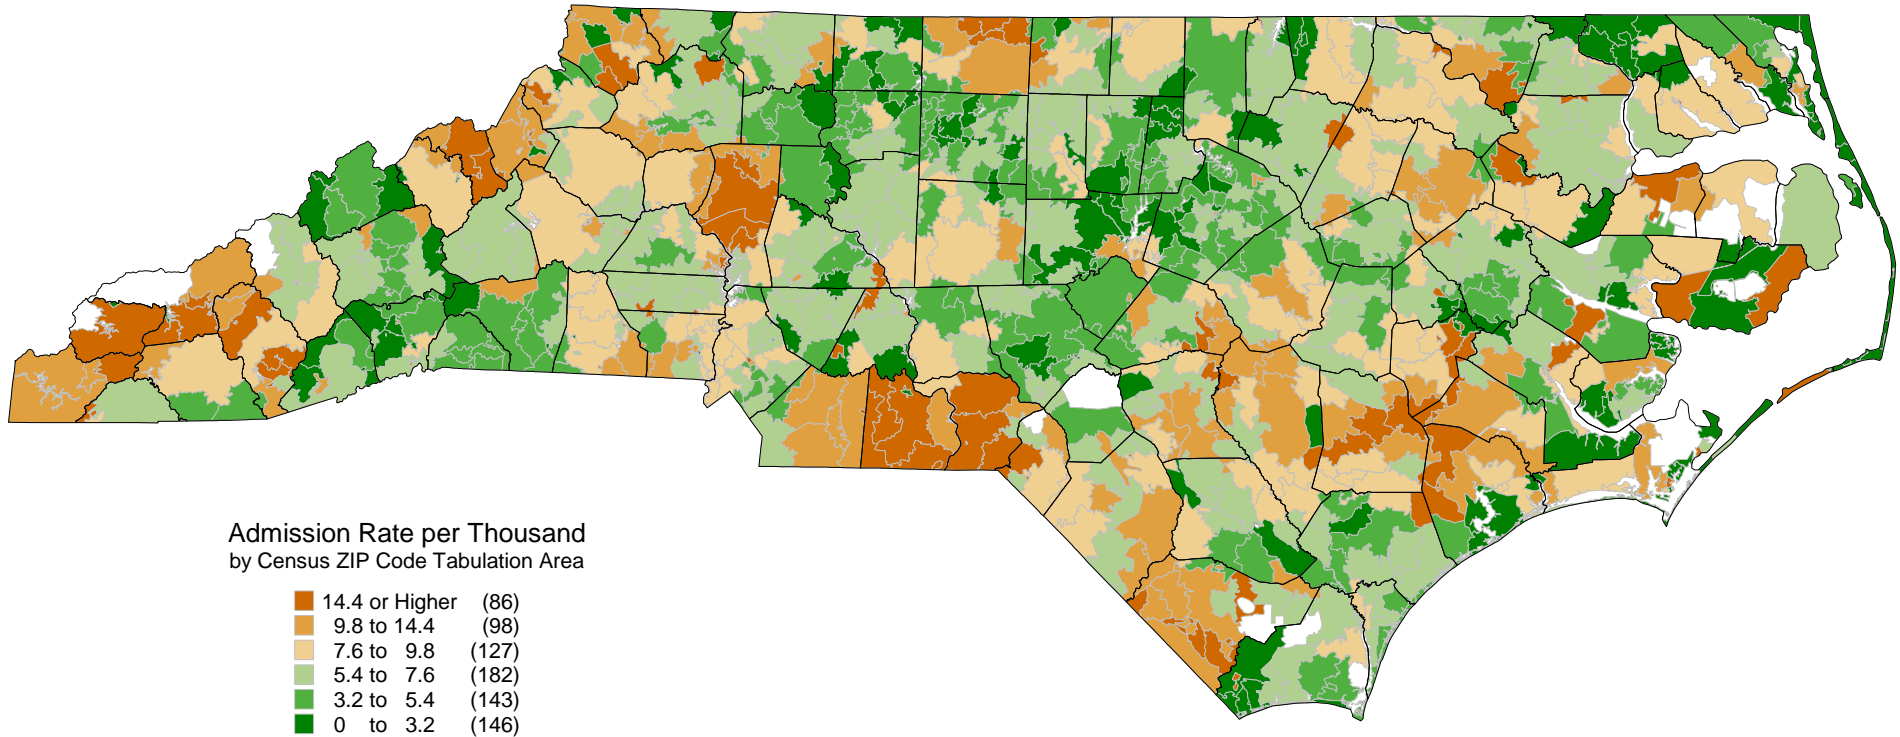 Admission Rate per Thousand
by Census ZIP Code Tabulation Area
14.4 or Higher (86)
9.8 to 14.4 (98)
7.6 to 9.8 (127)
5.4 to 7.6 (182)
3.2 to 5.4 (143)
0 to 3.2 (146)